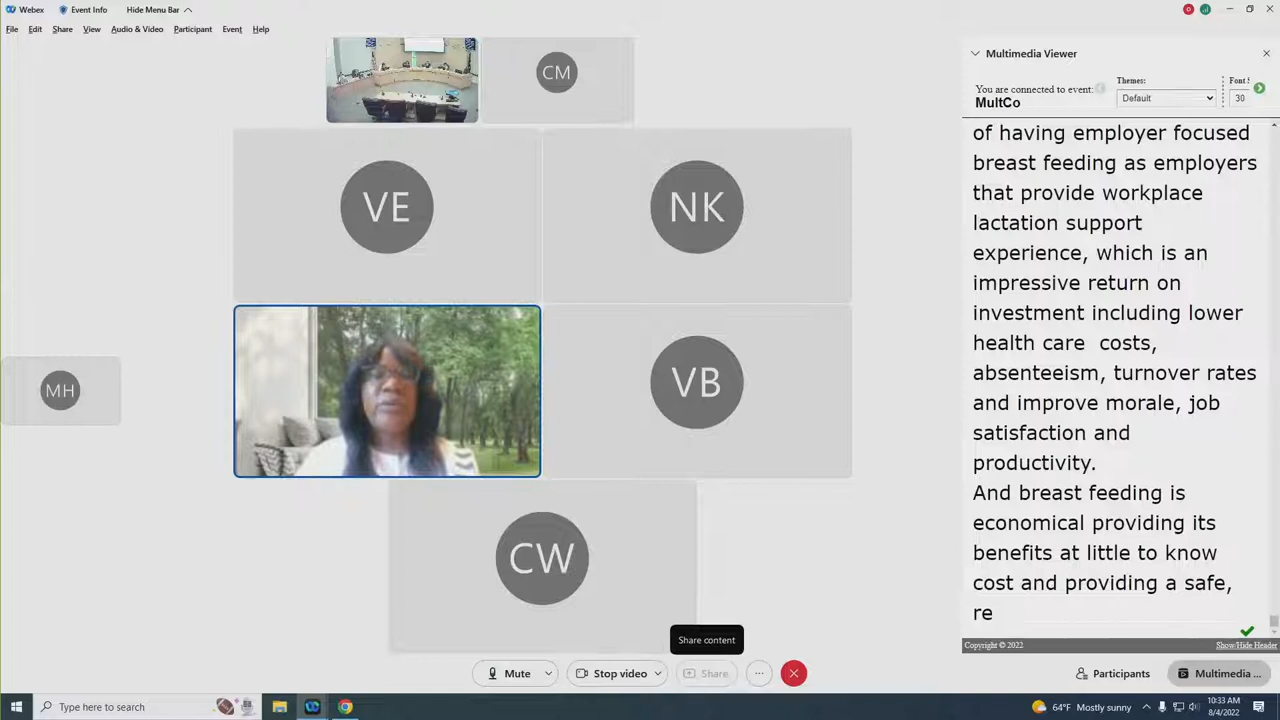 Webex
Event Info
Hide Menu Bar
File
Edit
Share
View
Audio & Video
Participant
Event
Help
CM
VE
NK
MH
VB
CW
Share content
Mute
Stop video
Share
Multimedia Viewer
You are connected to event:
MultCo
Themes:
Default
Font
30
of having employer focused
breast feeding as employers
that provide workplace
lactation support
experience, which is an
impressive return on
investment including lower
health care costs,
absenteeism, turnover rates
and improve morale, job
satisfaction and
productivity.
And breast feeding is
economical providing its
benefits at little to know
cost and providing a safe,
re
Copyright © 2022
Show/Hide Header
Participants
Multimedia ...
Type here to search
64°F Mostly sunny
10:33 AM
8/4/2022